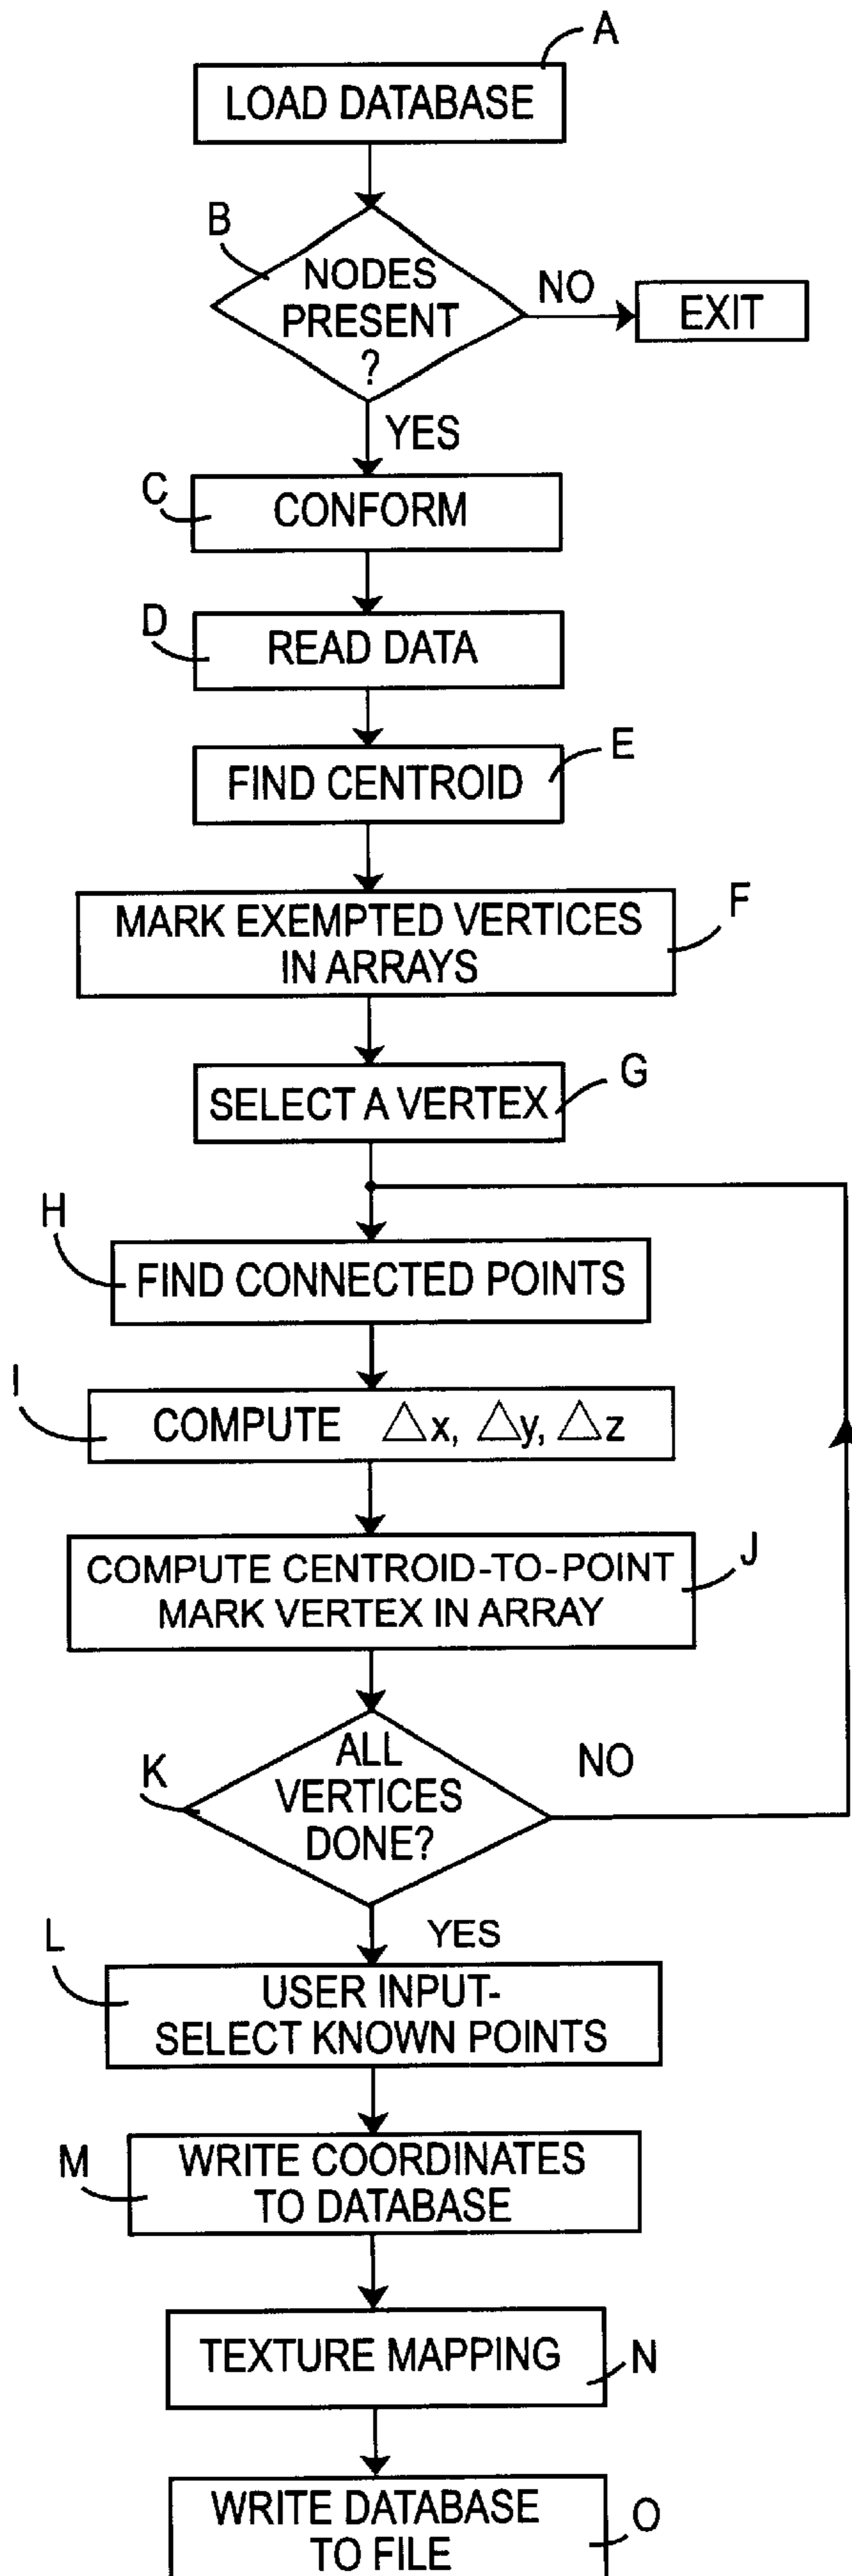 A
LOAD DATABASE
B
NODES
PRESENT
?
NO
EXIT
YES
C
CONFORM
D
READ DATA
E
FIND CENTROID
F
MARK EXEMPTED VERTICES
IN ARRAYS
G
SELECT A VERTEX
H
FIND CONNECTED POINTS
I
COMPUTE △x, △y, △z
J
COMPUTE CENTROID-TO-POINT
MARK VERTEX IN ARRAY
K
ALL
VERTICES
DONE?
NO
YES
L
USER INPUT-
SELECT KNOWN POINTS
M
WRITE COORDINATES
TO DATABASE
TEXTURE MAPPING
N
WRITE DATABASE
TO FILE
O